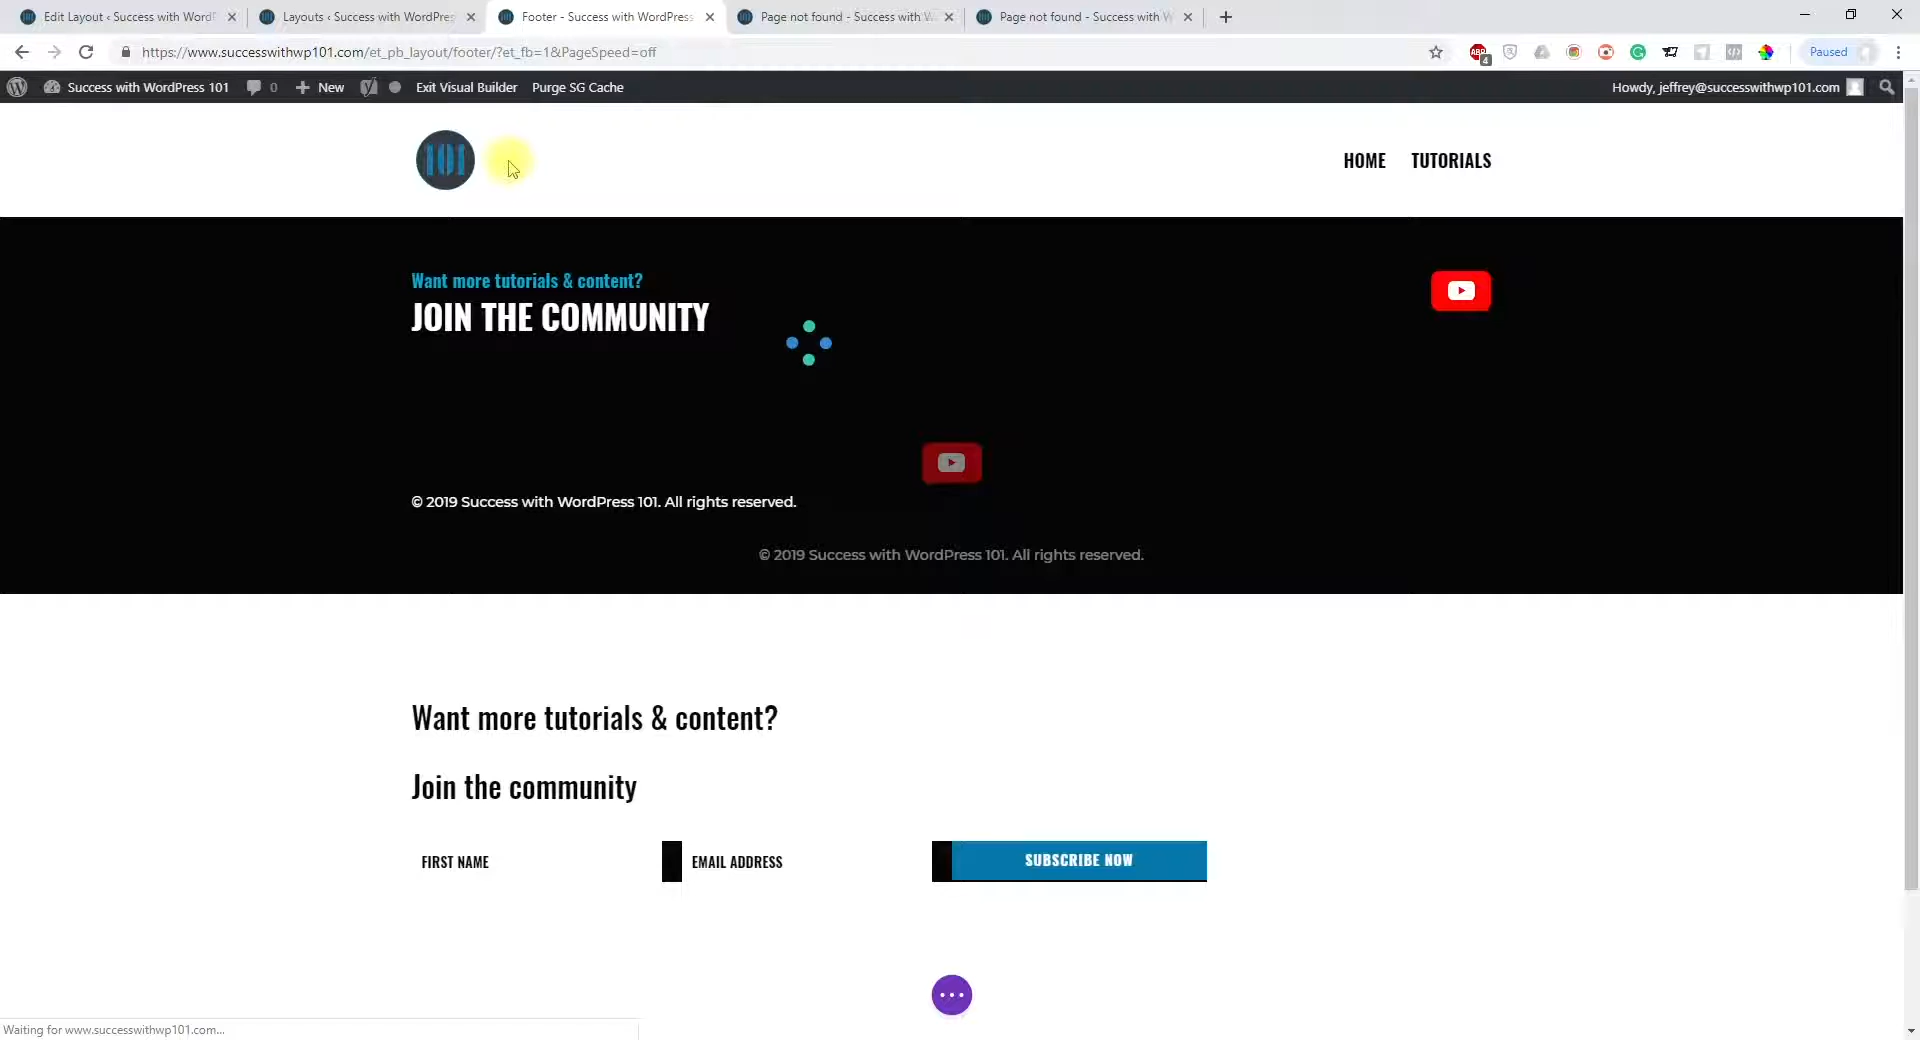 Edit Layout ‹ Success with WordP
Layouts ‹ Success with WordPres
Footer - Success with WordPress
Page not found - Success with W
Page not found - Success with W
https://www.successwithwp101.com/et_pb_layout/footer/?et_fb=1&PageSpeed=off
ABP
4
Paused
Success with WordPress 101
0
New
Exit Visual Builder
Purge SG Cache
Howdy, jeffrey@successwithwp101.com
101
HOME
TUTORIALS
Want more tutorials & content?
JOIN THE COMMUNITY
© 2019 Success with WordPress 101. All rights reserved.
© 2019 Success with WordPress 101. All rights reserved.
Want more tutorials & content?
Join the community
FIRST NAME
EMAIL ADDRESS
SUBSCRIBE NOW
Waiting for www.successwithwp101.com...